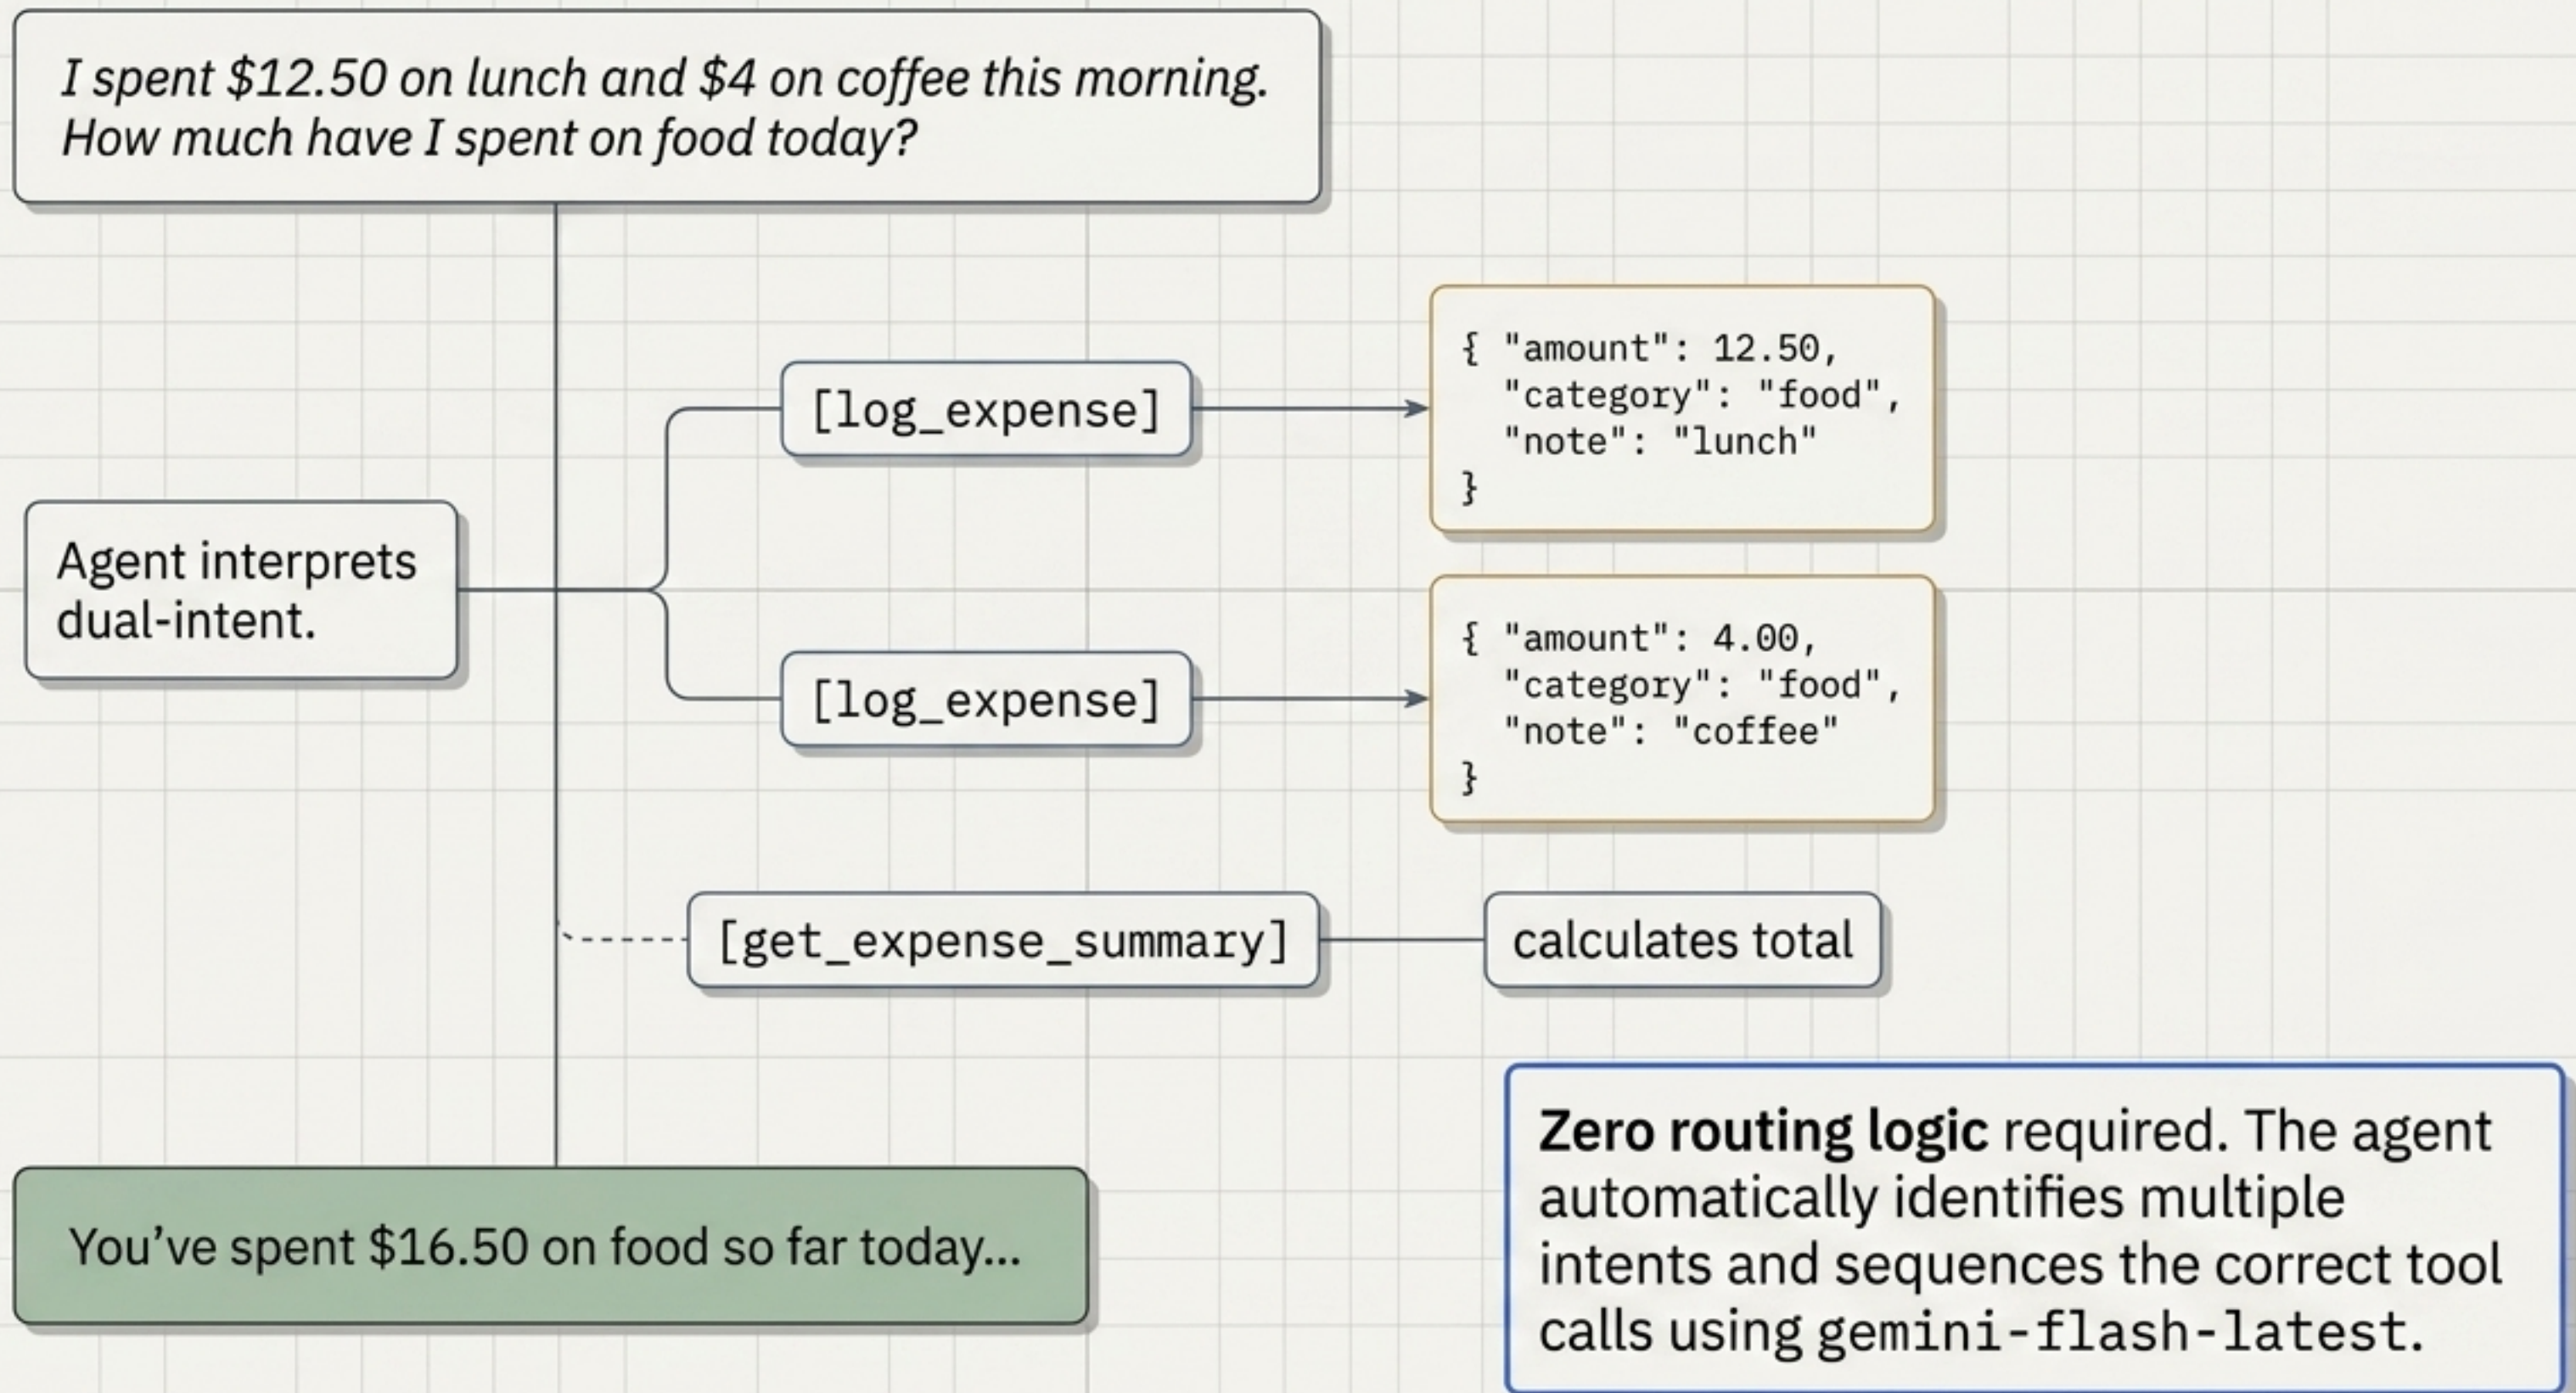 I spent $12.50 on lunch and $4 on coffee this morning.
How much have I spent on food today?
[log_expense]
{ "amount": 12.50,
"category": "food",
"note": "lunch"
}
Agent interprets
dual-intent.
[log_expense]
{ "amount": 4.00,
"category": "food",
"note": "coffee"
}
[get_expense_summary]
calculates total
You’ve spent $16.50 on food so far today...
Zero routing logic required. The agent
automatically identifies multiple
intents and sequences the correct tool
calls using gemini-flash-latest.